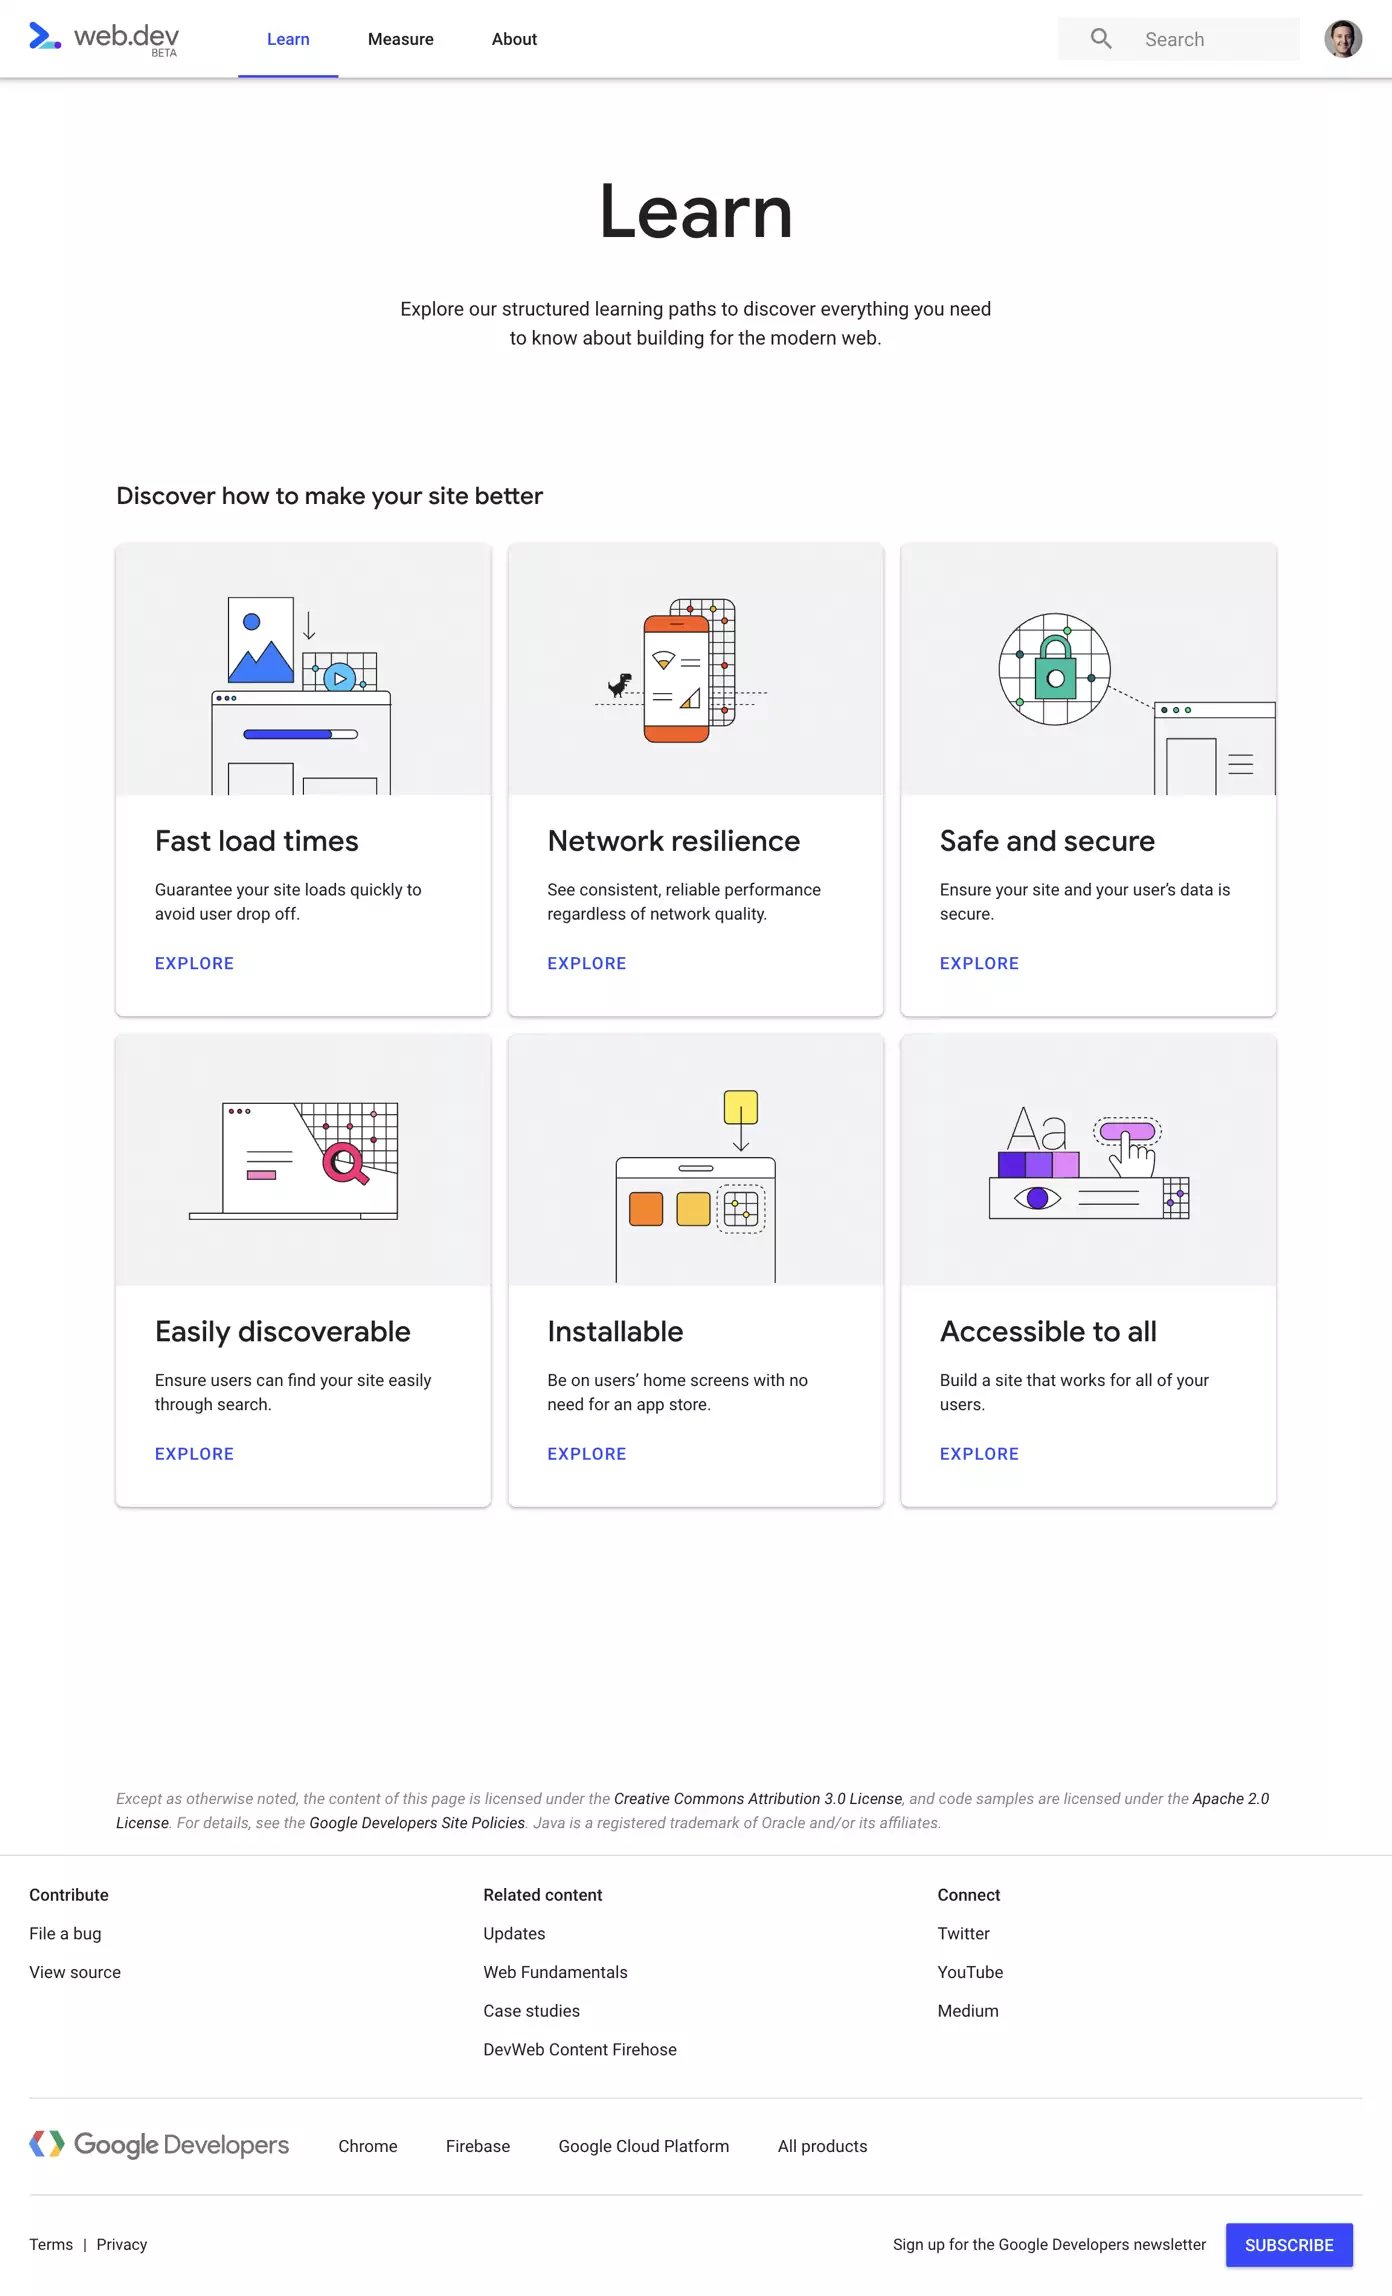 web.dev
BETA
Learn
Measure
About
Search
Learn
Explore our structured learning paths to discover everything you need
to know about building for the modern web.
Discover how to make your site better
Fast load times
Guarantee your site loads quickly to
avoid user drop off.
EXPLORE
Network resilience
See consistent, reliable performance
regardless of network quality.
EXPLORE
Safe and secure
Ensure your site and your user’s data is
secure.
EXPLORE
Easily discoverable
Ensure users can find your site easily
through search.
EXPLORE
Installable
Be on users’ home screens with no
need for an app store.
EXPLORE
Aa
Accessible to all
Build a site that works for all of your
users.
EXPLORE
Except as otherwise noted, the content of this page is licensed under the Creative Commons Attribution 3.0 License, and code samples are licensed under the Apache 2.0
License. For details, see the Google Developers Site Policies. Java is a registered trademark of Oracle and/or its affiliates.
Contribute
File a bug
View source
Related content
Updates
Web Fundamentals
Case studies
DevWeb Content Firehose
Connect
Twitter
YouTube
Medium
Google Developers
Chrome
Firebase
Google Cloud Platform
All products
Terms | Privacy
Sign up for the Google Developers newsletter
SUBSCRIBE